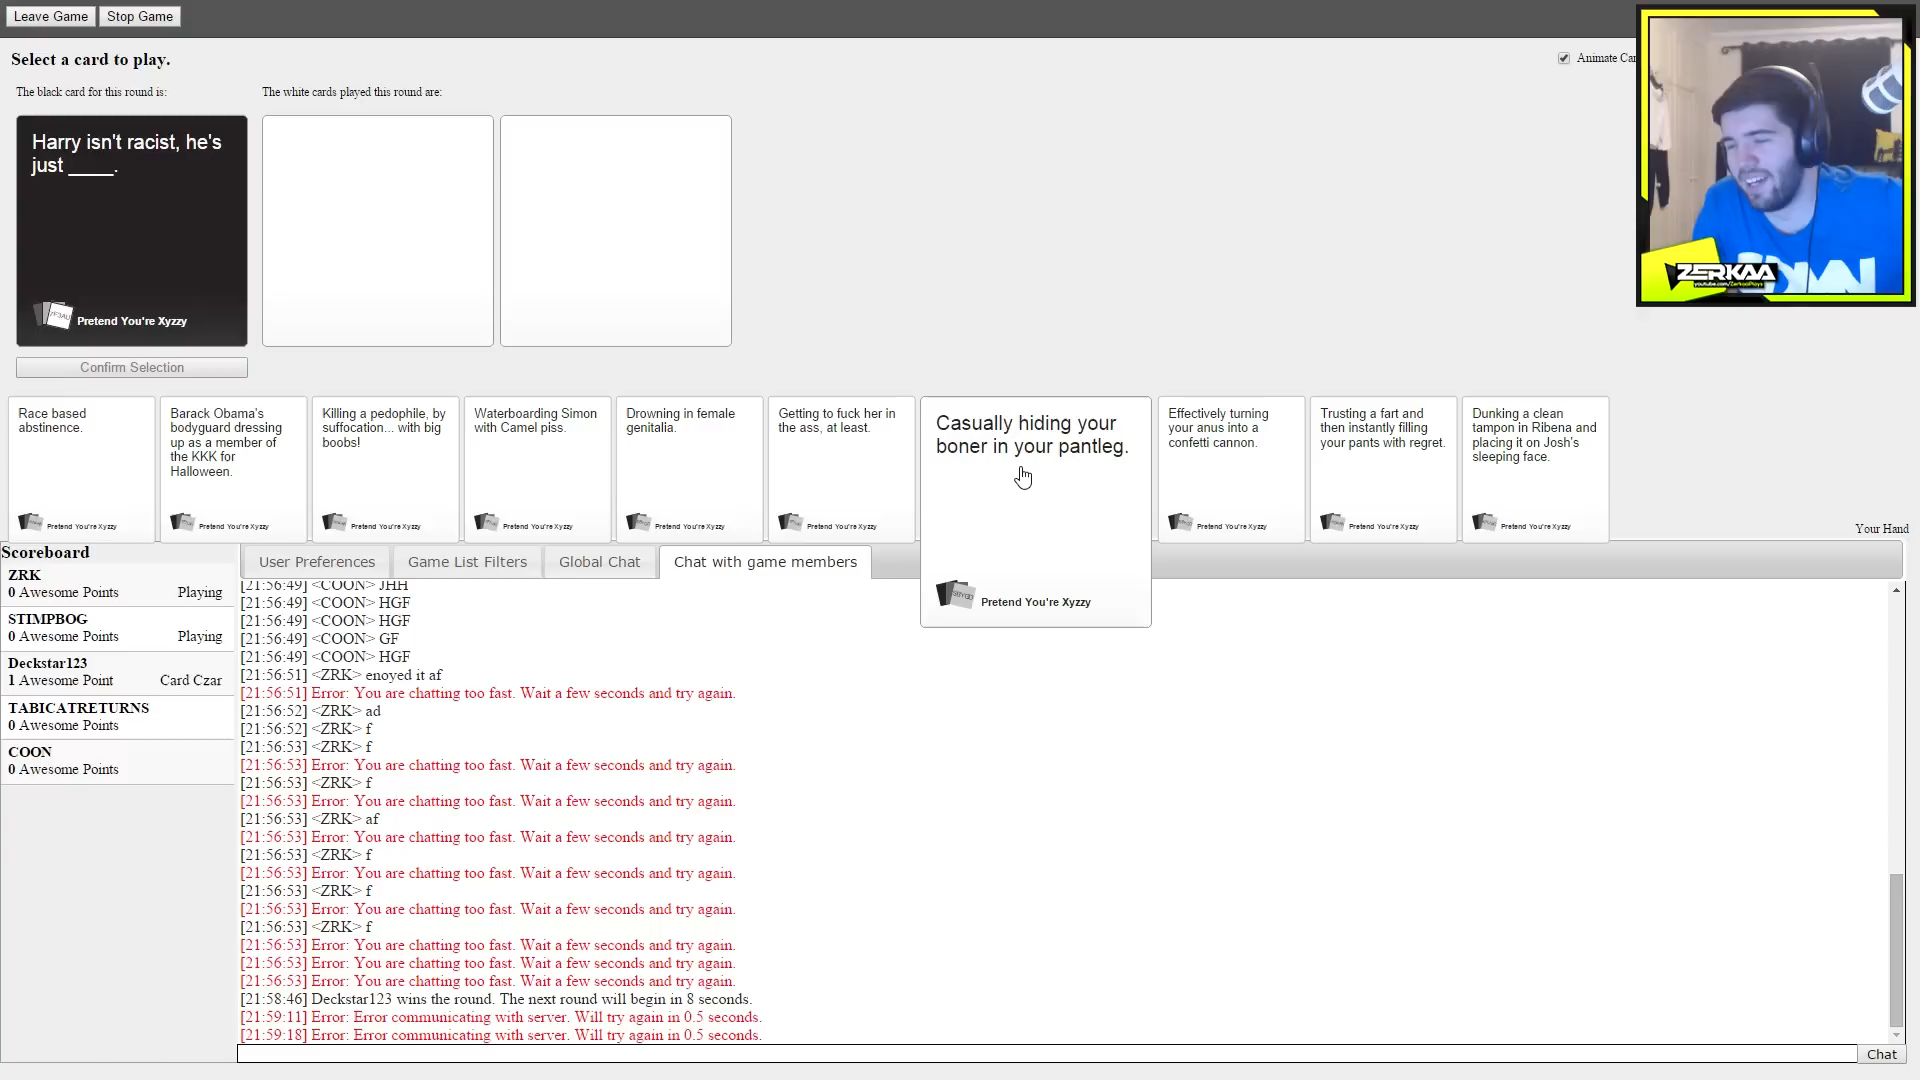 Leave Game
Stop Game
Select a card to play.
Animate Car
The black card for this round is:
The white cards played this round are:
Harry isn't racist, he's
just _____.
Pretend You're Xyzzy
Confirm Selection
ZERKAA
youtube.com/ZerkaaPlays
Race based
abstinence.
Pretend You're Xyzzy
Barack Obama's
bodyguard dressing
up as a member of
the KKK for
Halloween.
Pretend You're Xyzzy
Killing a pedophile, by
suffocation... with big
boobs!
Pretend You're Xyzzy
Waterboarding Simon
with Camel piss.
Pretend You're Xyzzy
Drowning in female
genitalia.
Pretend You're Xyzzy
Getting to fuck her in
the ass, at least.
Pretend You're Xyzzy
Casually hiding your
boner in your pantleg.
Pretend You're Xyzzy
Effectively turning
your anus into a
confetti cannon.
Pretend You're Xyzzy
Trusting a fart and
then instantly filling
your pants with regret.
Pretend You're Xyzzy
Dunking a clean
tampon in Ribena and
placing it on Josh's
sleeping face.
Pretend You're Xyzzy
Your Hand
Scoreboard
ZRK
0 Awesome Points Playing
STIMPBOG
0 Awesome Points Playing
Deckstar123
1 Awesome Point Card Czar
TABICATRETURNS
0 Awesome Points
COON
0 Awesome Points
User Preferences
Game List Filters
Global Chat
Chat with game members
[21:56:49] <COON> JHH
[21:56:49] <COON> HGF
[21:56:49] <COON> HGF
[21:56:49] <COON> GF
[21:56:49] <COON> HGF
[21:56:51] <ZRK> enoyed it af
[21:56:51] Error: You are chatting too fast. Wait a few seconds and try again.
[21:56:52] <ZRK> ad
[21:56:52] <ZRK> f
[21:56:53] <ZRK> f
[21:56:53] Error: You are chatting too fast. Wait a few seconds and try again.
[21:56:53] <ZRK> f
[21:56:53] Error: You are chatting too fast. Wait a few seconds and try again.
[21:56:53] <ZRK> af
[21:56:53] Error: You are chatting too fast. Wait a few seconds and try again.
[21:56:53] <ZRK> f
[21:56:53] Error: You are chatting too fast. Wait a few seconds and try again.
[21:56:53] <ZRK> f
[21:56:53] Error: You are chatting too fast. Wait a few seconds and try again.
[21:56:53] <ZRK> f
[21:56:53] Error: You are chatting too fast. Wait a few seconds and try again.
[21:56:53] Error: You are chatting too fast. Wait a few seconds and try again.
[21:56:53] Error: You are chatting too fast. Wait a few seconds and try again.
[21:58:46] Deckstar123 wins the round. The next round will begin in 8 seconds.
[21:59:11] Error: Error communicating with server. Will try again in 0.5 seconds.
[21:59:18] Error: Error communicating with server. Will try again in 0.5 seconds.
Chat